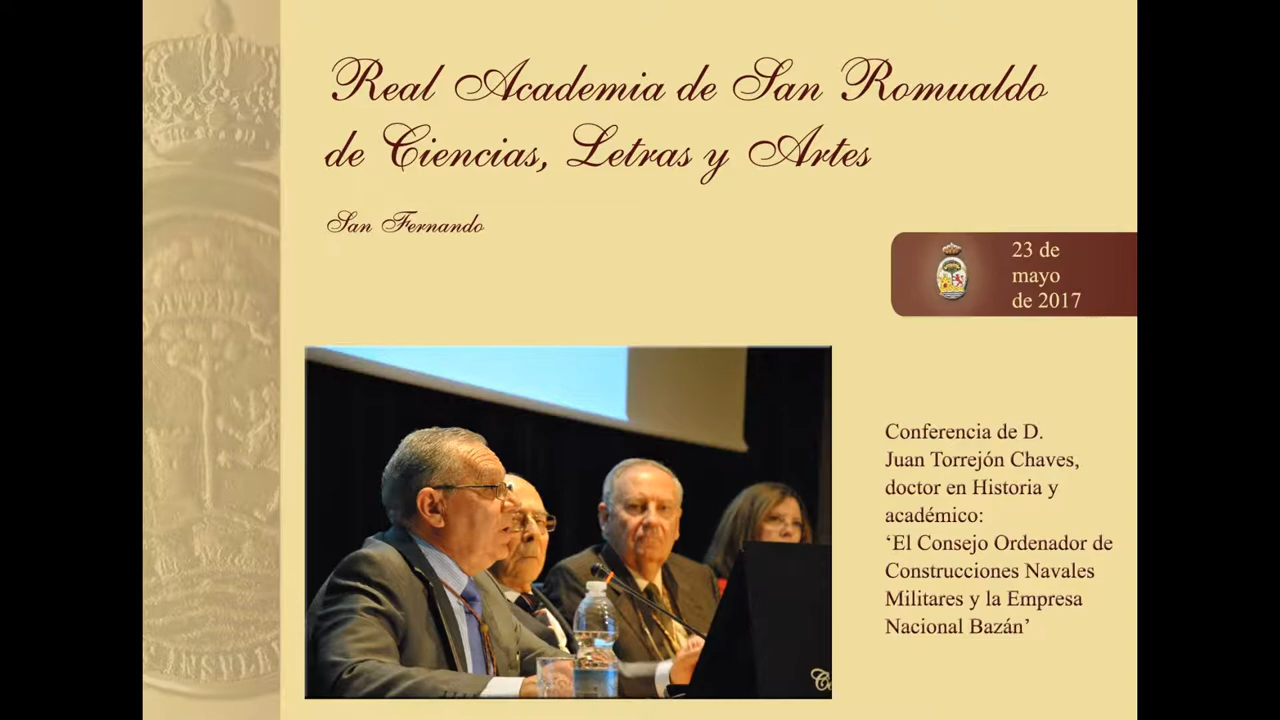 Real Academia de San Romualdo
de Ciencias, Letras y Artes
San Fernando
23 de
mayo
de 2017
Conferencia de D.
Juan Torrejón Chaves,
doctor en Historia y
académico:
‘El Consejo Ordenador de
Construcciones Navales
Militares y la Empresa
Nacional Bazán’